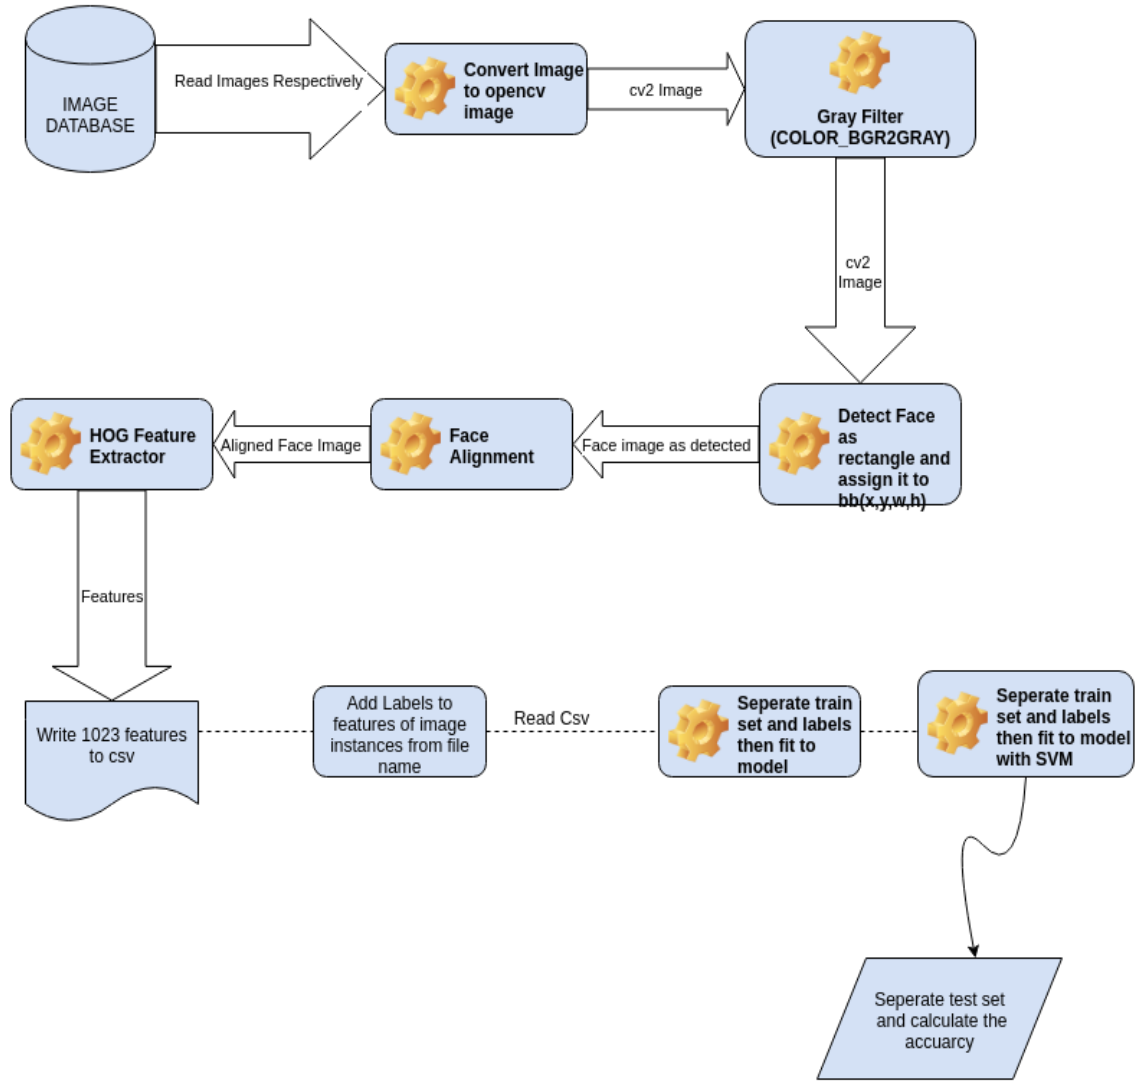 IMAGE
DATABASE
Read Images Respectively
Convert Image
to opencv
image
cv2 Image
Gray Filter
(COLOR_BGR2GRAY)
cv2
Image
Detect Face
as
rectangle and
assign it to
bb(x,y,w,h)
Face image as detected
Face
Alignment
Aligned Face Image
HOG Feature
Extractor
Features
Write 1023 features
to csv
Add Labels to
features of image
instances from file
name
Read Csv
Seperate train
set and labels
then fit to
model
Seperate train
set and labels
then fit to model
with SVM
Seperate test set
and calculate the
accuarcy